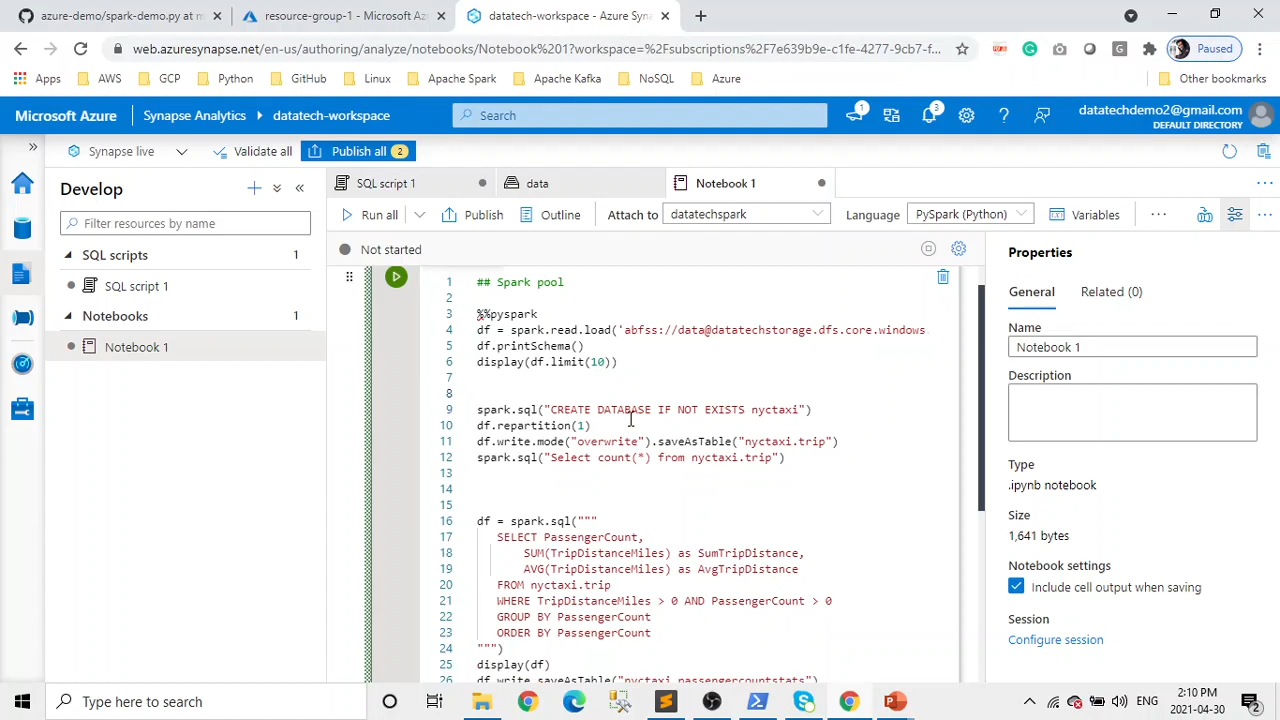 azure-demo/spark-demo.py at m
resource-group-1 - Microsoft Az
datatech-workspace - Azure Syn
web.azuresynapse.net/en-us/authoring/analyze/notebooks/Notebook%201?workspace=%2Fsubscriptions%2F7e639b9e-c1fe-4277-9cb7-f...
Paused
Apps
AWS
GCP
Python
GitHub
Linux
Apache Spark
Apache Kafka
NoSQL
Azure
Other bookmarks
Microsoft Azure
Synapse Analytics
datatech-workspace
Search
1
3
datatechdemo2@gmail.com
DEFAULT DIRECTORY
Synapse live
Validate all
Publish all 2
Develop
SQL script 1
data
Notebook 1
Filter resources by name
Run all
Publish
Outline
Attach to
datatechspark
Language
PySpark (Python)
Variables
SQL scripts 1
SQL script 1
Notebooks 1
Notebook 1
Not started
1 ## Spark pool
2
3 %%pyspark
4 df = spark.read.load('abfss://data@datatechstorage.dfs.core.windows
5 df.printSchema()
6 display(df.limit(10))
7
8
9 spark.sql("CREATE DATABASE IF NOT EXISTS nyctaxi")
10 df.repartition(1)
11 df.write.mode("overwrite").saveAsTable("nyctaxi.trip")
12 spark.sql("Select count(*) from nyctaxi.trip")
13
14
15
16 df = spark.sql("""
17 SELECT PassengerCount,
18 SUM(TripDistanceMiles) as SumTripDistance,
19 AVG(TripDistanceMiles) as AvgTripDistance
20 FROM nyctaxi.trip
21 WHERE TripDistanceMiles > 0 AND PassengerCount > 0
22 GROUP BY PassengerCount
23 ORDER BY PassengerCount
24 """)
25 display(df)
26 df.write.saveAsTable("nyctaxi.passengercountstats")
Properties
General
Related (0)
Name
Notebook 1
Description
Type
.ipynb notebook
Size
1,641 bytes
Notebook settings
Include cell output when saving
Session
Configure session
Type here to search
ENG
2:10 PM
2021-04-30
2